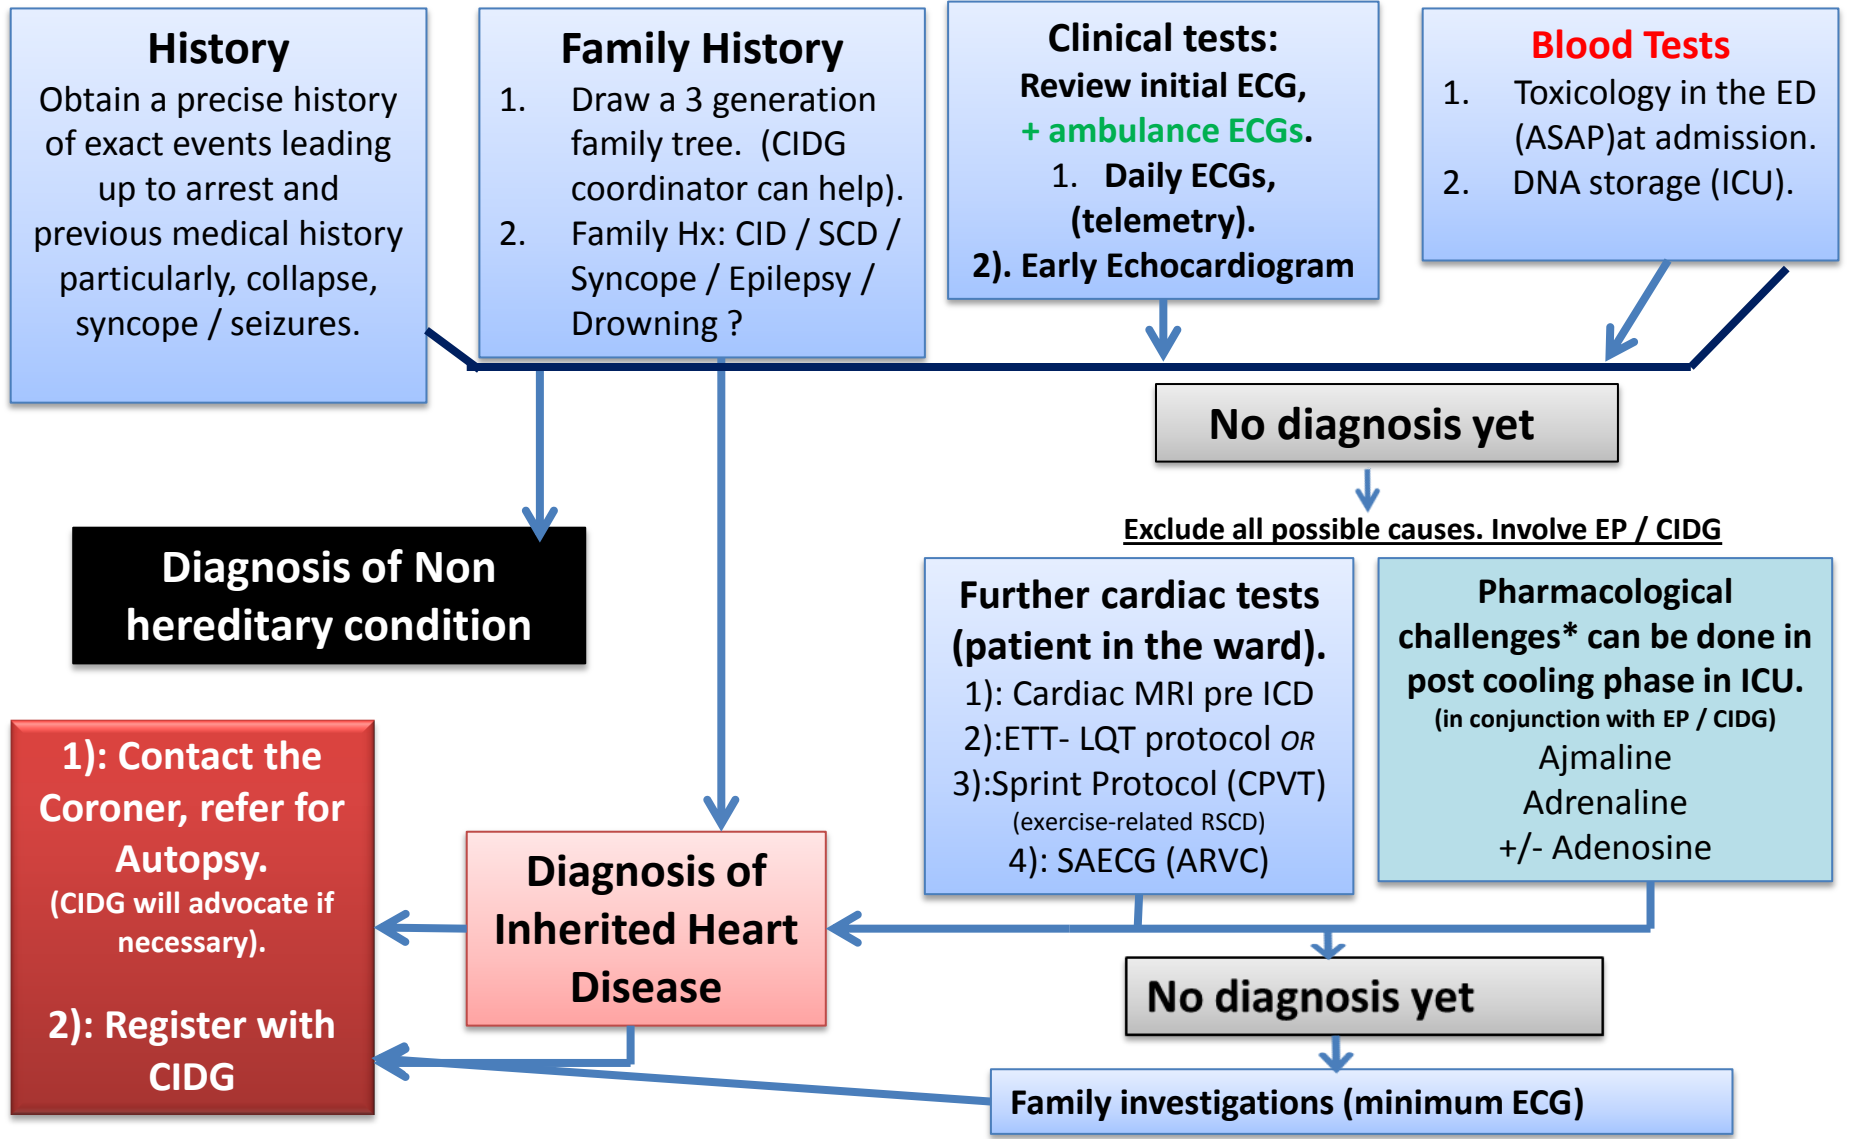 History
Obtain a precise history
of exact events leading
up to arrest and
previous medical history
particularly, collapse,
syncope / seizures.
Family History
1. Draw a 3 generation
family tree. (CIDG
coordinator can help).
2. Family Hx: CID / SCD /
Syncope / Epilepsy /
Drowning ?
Clinical tests:
Review initial ECG,
+ ambulance ECGs.
1. Daily ECGs,
(telemetry).
2). Early Echocardiogram
Blood Tests
1. Toxicology in the ED
(ASAP)at admission.
2. DNA storage (ICU).
No diagnosis yet
Exclude all possible causes. Involve EP / CIDG
Diagnosis of Non
hereditary condition
Further cardiac tests
(patient in the ward).
1): Cardiac MRI pre ICD
2):ETT- LQT protocol OR
3):Sprint Protocol (CPVT)
(exercise-related RSCD)
4): SAECG (ARVC)
Pharmacological
challenges* can be done in
post cooling phase in ICU.
(in conjunction with EP / CIDG)
Ajmaline
Adrenaline
+/- Adenosine
1): Contact the
Coroner, refer for
Autopsy.
(CIDG will advocate if
necessary).
2): Register with
CIDG
Diagnosis of
Inherited Heart
Disease
No diagnosis yet
Family investigations (minimum ECG)